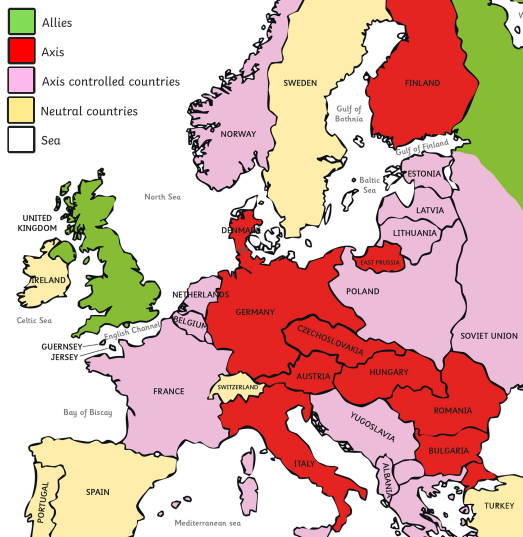 Allies
Axis
Axis controlled countries
Neutral countries
Sea
SWEDEN
FINLAND
NORWAY
Gulf of
Bothnia
Gulf of Finland
ESTONIA
Baltic
Sea
North Sea
LATVIA
LITHUANIA
UNITED
KINGDOM
DENMARK
EAST PRUSSIA
IRELAND
NETHERLANDS
POLAND
GERMANY
Celtic Sea
English Channel
BELGIUM
CZECHOSLOVAKIA
SOVIET UNION
GUERNSEY
JERSEY
FRANCE
SWITZERLAND
AUSTRIA
HUNGARY
Bay of Biscay
YUGOSLAVIA
ROMANIA
BULGARIA
ITALY
ALBANIA
PORTUGAL
SPAIN
TURKEY
Mediterranean sea